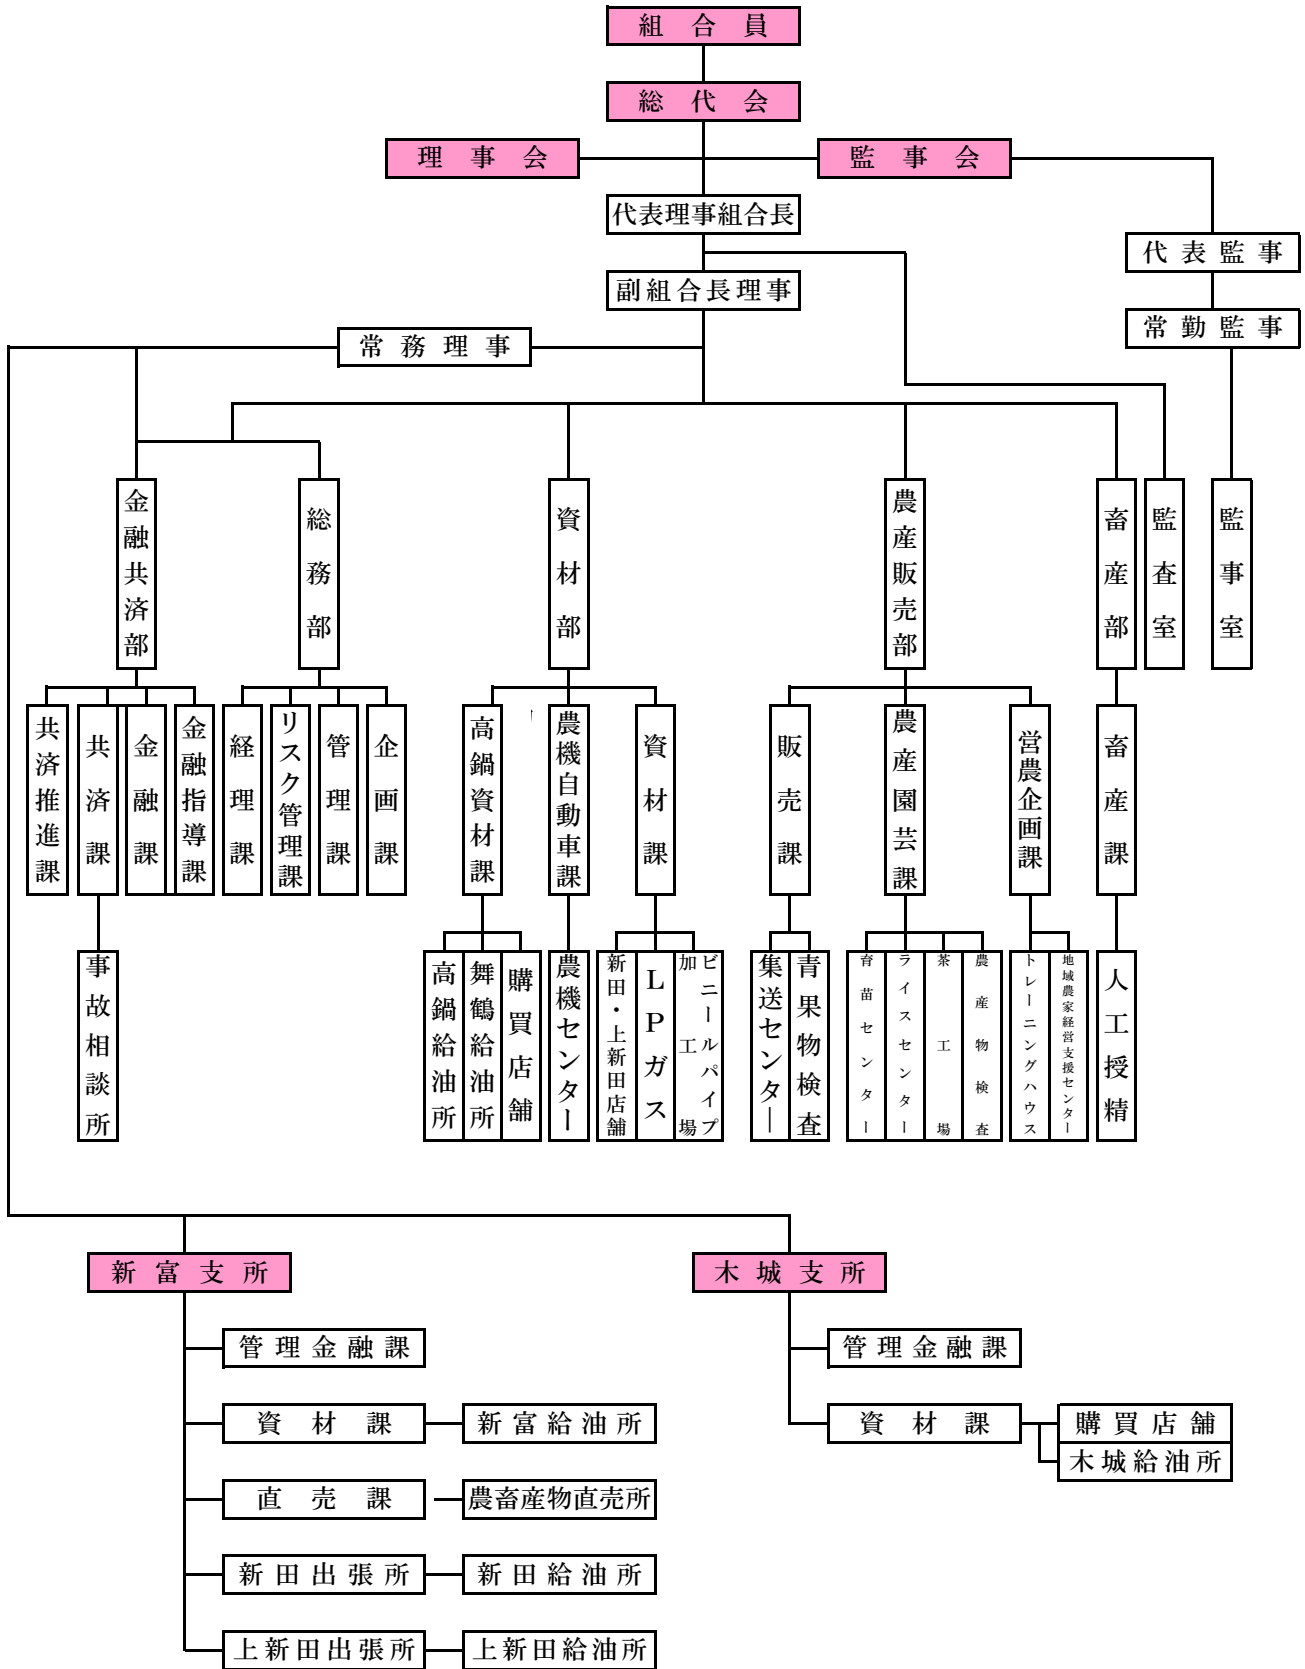 組合員
総代会
理事会
監事会
代表理事組合長
代表監事
副組合長理事
常勤監事
常務理事
金融共済部
総務部
資材部
農産販売部
畜産部
監査室
監事室
共済推進課
共済課
金融課
金融指導課
経理課
リスク管理課
管理課
企画課
高鍋資材課
農機自動車課
資材課
販売課
農産園芸課
営農企画課
畜産課
事故相談所
高鍋給油所
舞鶴給油所
購買店舗
農機センター
新田・上新田店舗
LPガス
ビニールパイプ
加工場
集送センター
青果物検査
育苗センター
ライスセンター
茶工場
農産物検査
トレーニングハウス
地域農家経営支援センター
人工授精
新富支所
木城支所
管理金融課
管理金融課
資材課
新富給油所
資材課
購買店舗
木城給油所
直売課
農畜産物直売所
新田出張所
新田給油所
上新田出張所
上新田給油所